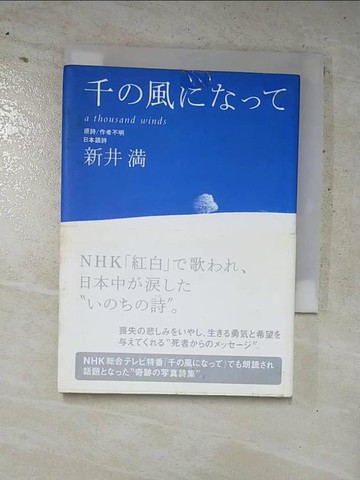 千の風になって
a thousand winds
原詩/作者不明
日本語詩
新井 満
NHK「紅白」で歌われ、
日本中が涙した
〝いのちの詩〟。
喪失の悲しみをいやし、生きる勇気と希望を
与えてくれる〝死者からのメッセージ〟
NHK総合テレビ特番「千の風になって」でも朗読され
話題となった〝奇跡の写真詩集〟。